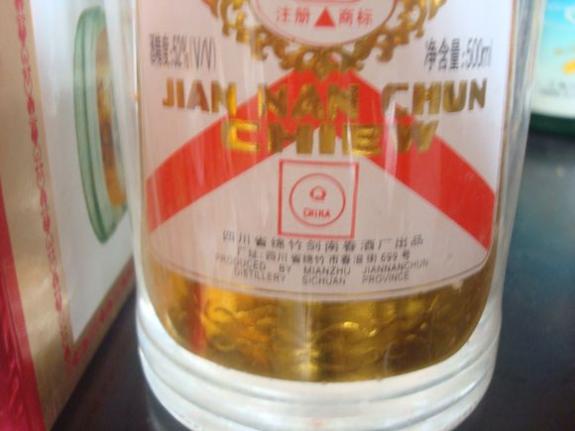 注册▲商标
酒精度:52%(V/V)
净含量:500ml
JIAN NAN CHUN
CHIEW
Q
CHINA
四川省绵竹剑南春酒厂出品
厂址:四川省绵竹市春溢街699号
PRODUCED BY MIANZHU JIANNANCHUN
DISTILLERY SICHUAN PROVINCE